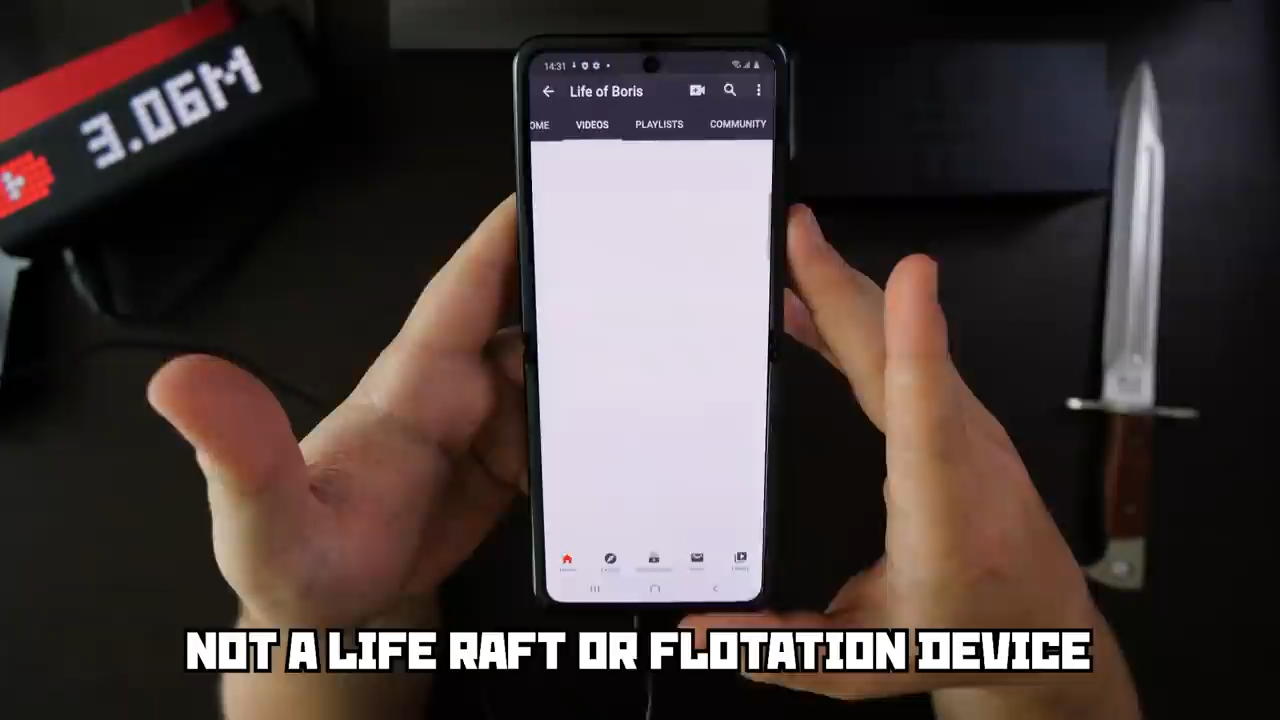 3.06M
14:31
Life of Boris
OME VIDEOS PLAYLISTS COMMUNITY
NOT A LIFE RAFT OR FLOTATION DEVICE